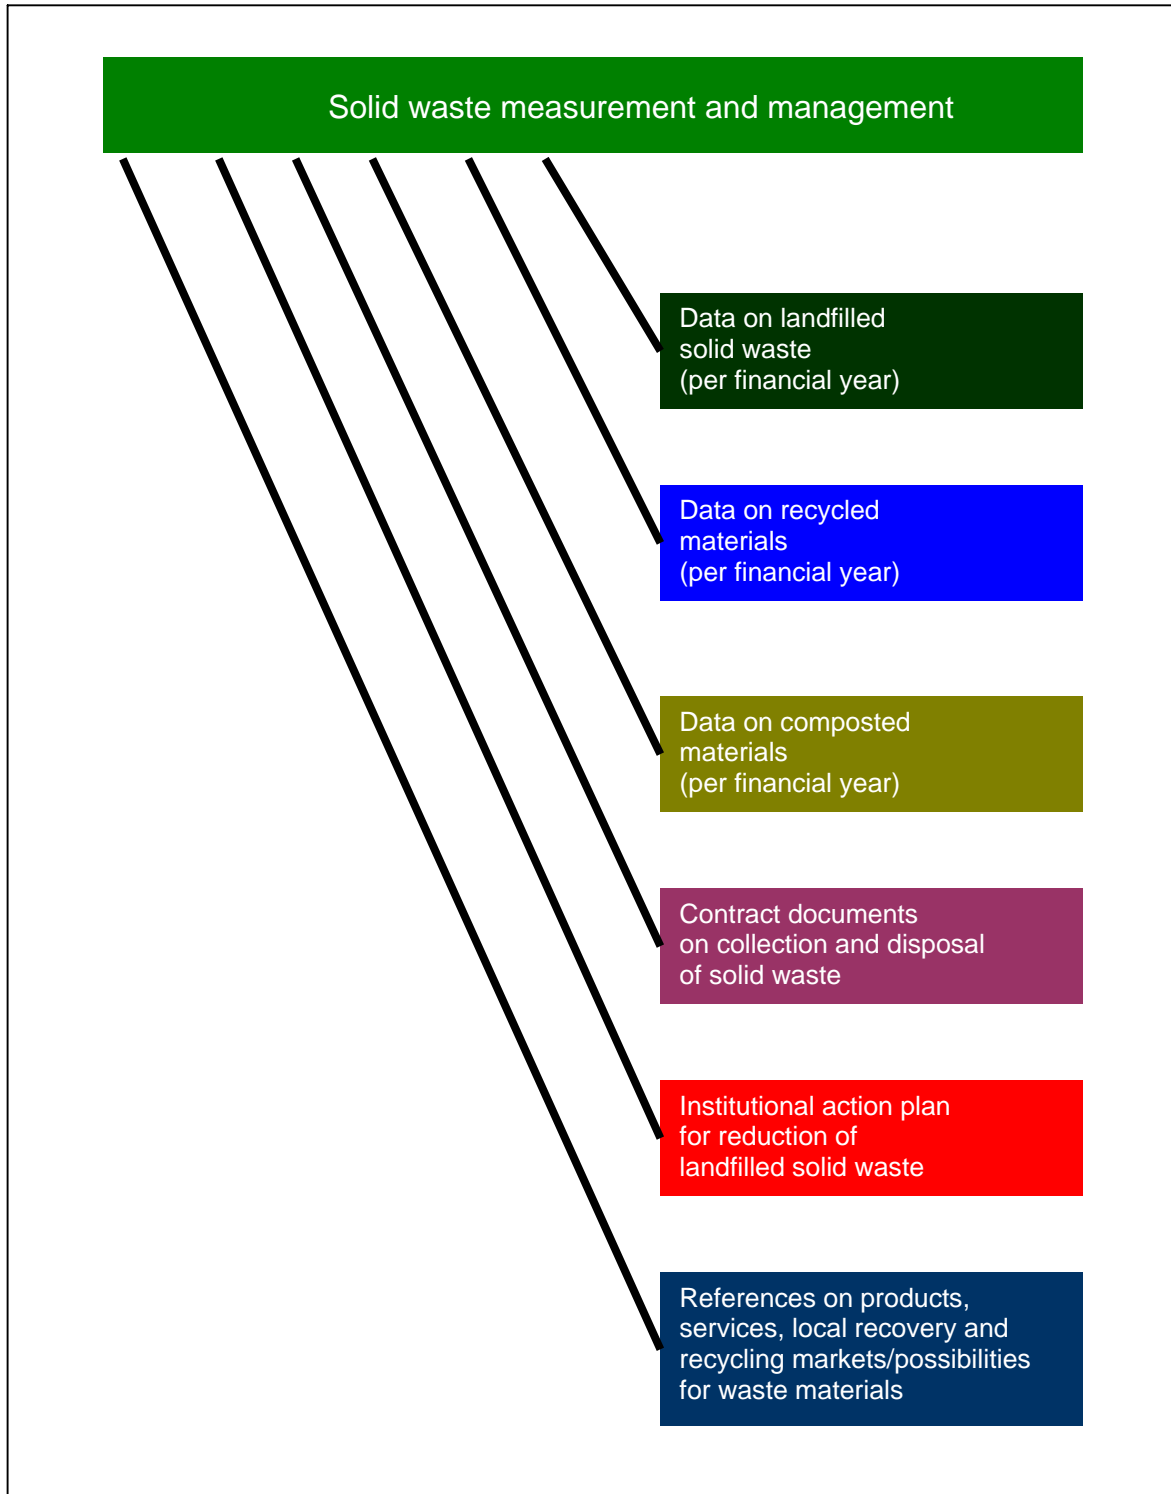 Solid waste measurement and management
Data on landfilled
solid waste
(per financial year)
Data on recycled
materials
(per financial year)
Data on composted
materials
(per financial year)
Contract documents
on collection and disposal
of solid waste
Institutional action plan
for reduction of
landfilled solid waste
References on products,
services, local recovery and
recycling markets/possibilities
for waste materials